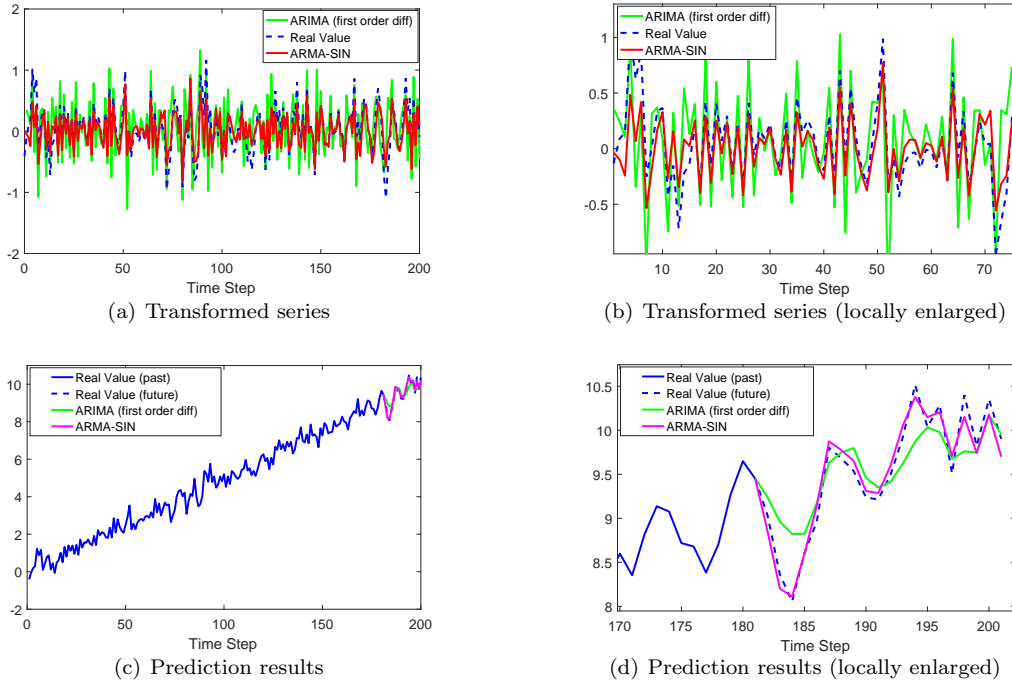 2
1
0
-1
-2
0
50
100
150
200
Time Step
ARIMA (first order diff)
Real Value
ARMA-SIN
(a) Transformed series
1
0.5
0
-0.5
10
20
30
40
50
60
70
Time Step
ARIMA (first order diff)
Real Value
ARMA-SIN
(b) Transformed series (locally enlarged)
10
8
6
4
2
0
-2
0
50
100
150
200
Time Step
Real Value (past)
Real Value (future)
ARIMA (first order diff)
ARMA-SIN
(c) Prediction results
10.5
10
9.5
9
8.5
8
170
175
180
185
190
195
200
Time Step
Real Value (past)
Real Value (future)
ARIMA (first order diff)
ARMA-SIN
(d) Prediction results (locally enlarged)